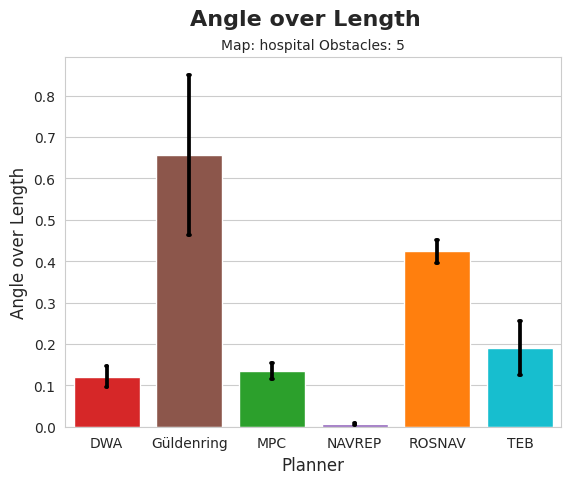 Angle over Length
Map: hospital Obstacles: 5
Angle over Length
0.8
0.7
0.6
0.5
0.4
0.3
0.2
0.1
0.0
DWA
Güldenring
MPC
NAVREP
ROSNAV
TEB
Planner